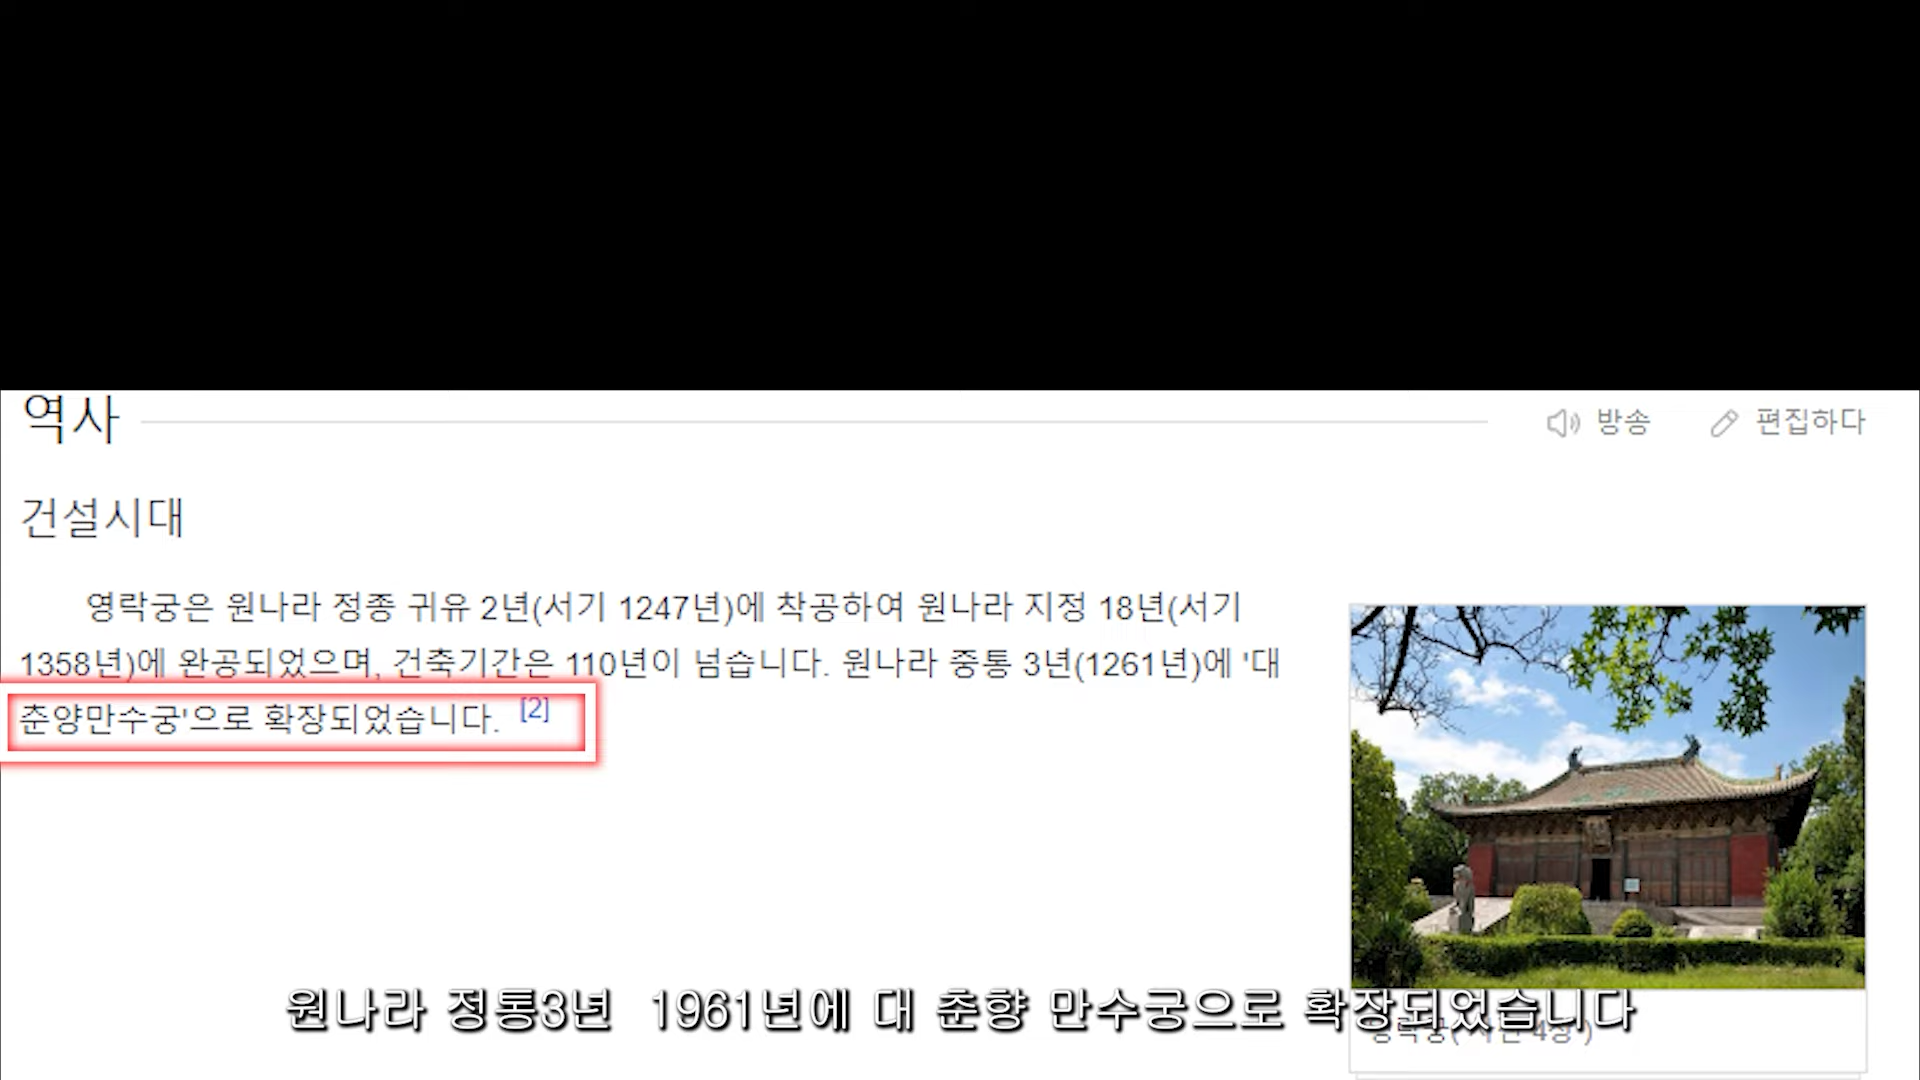 역사
방송
편집하다
건설시대
영락궁은 원나라 정종 귀유 2년(서기 1247년)에 착공하여 원나라 지정 18년(서기
1358년)에 완공되었으며, 건축기간은 110년이 넘습니다. 원나라 중통 3년(1261년)에 '대
춘양만수궁'으로 확장되었습니다. [2]
원나라 정통3년 1961년에 대 춘향 만수궁으로 확장되었습니다